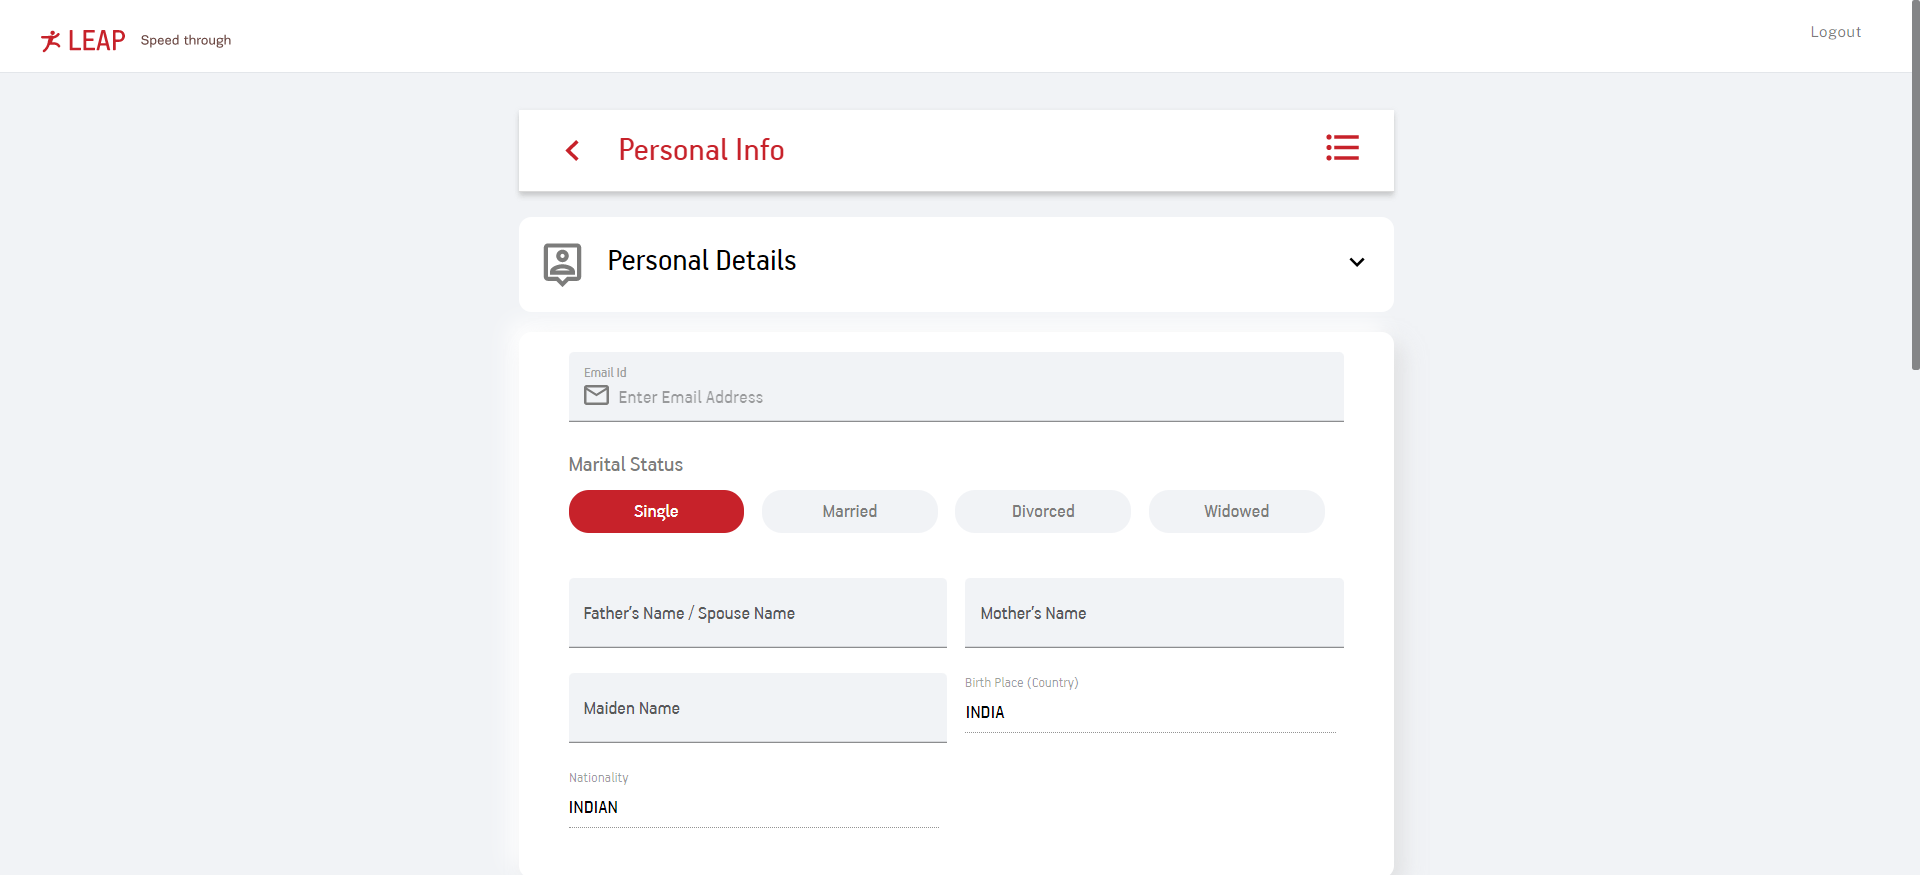 LEAP Speed through Logout
Personal Info
Personal Details
Email Id
Enter Email Address
Marital Status
Single Married Divorced Widowed
Father's Name / Spouse Name Mother's Name
Maiden Name
Birth Place (Country)
INDIA
Nationality
INDIAN